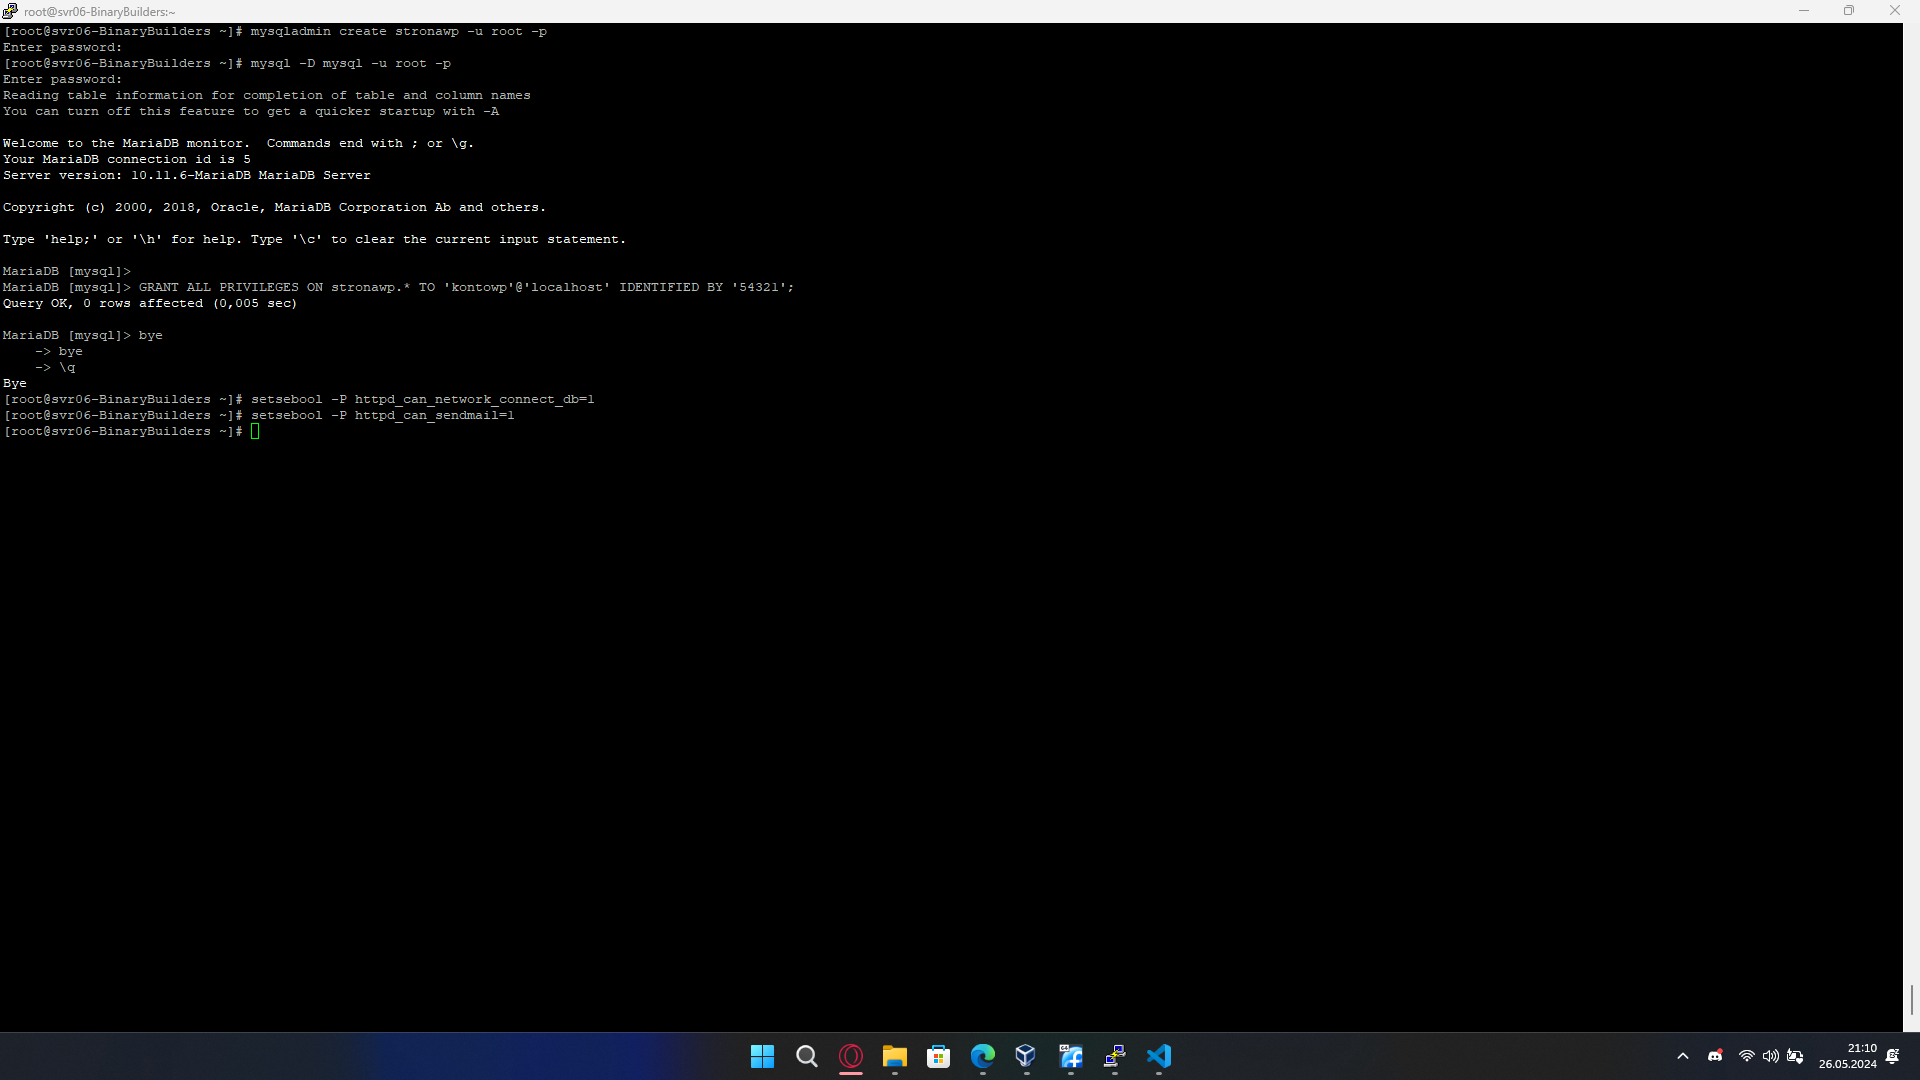 root@svr06-BinaryBuilders:~
[root@svr06-BinaryBuilders ~]# mysqladmin create stronawp -u root -p
Enter password:
[root@svr06-BinaryBuilders ~]# mysql -D mysql -u root -p
Enter password:
Reading table information for completion of table and column names
You can turn off this feature to get a quicker startup with -A
Welcome to the MariaDB monitor.  Commands end with ; or \g.
Your MariaDB connection id is 5
Server version: 10.11.6-MariaDB MariaDB Server
Copyright (c) 2000, 2018, Oracle, MariaDB Corporation Ab and others.
Type 'help;' or '\h' for help. Type '\c' to clear the current input statement.
MariaDB [mysql]>
MariaDB [mysql]> GRANT ALL PRIVILEGES ON stronawp.* TO 'kontowp'@'localhost' IDENTIFIED BY '54321';
Query OK, 0 rows affected (0,005 sec)
MariaDB [mysql]> bye
    -> bye
    -> \q
Bye
[root@svr06-BinaryBuilders ~]# setsebool -P httpd_can_network_connect_db=1
[root@svr06-BinaryBuilders ~]# setsebool -P httpd_can_sendmail=1
[root@svr06-BinaryBuilders ~]#
21:10
26.05.2024